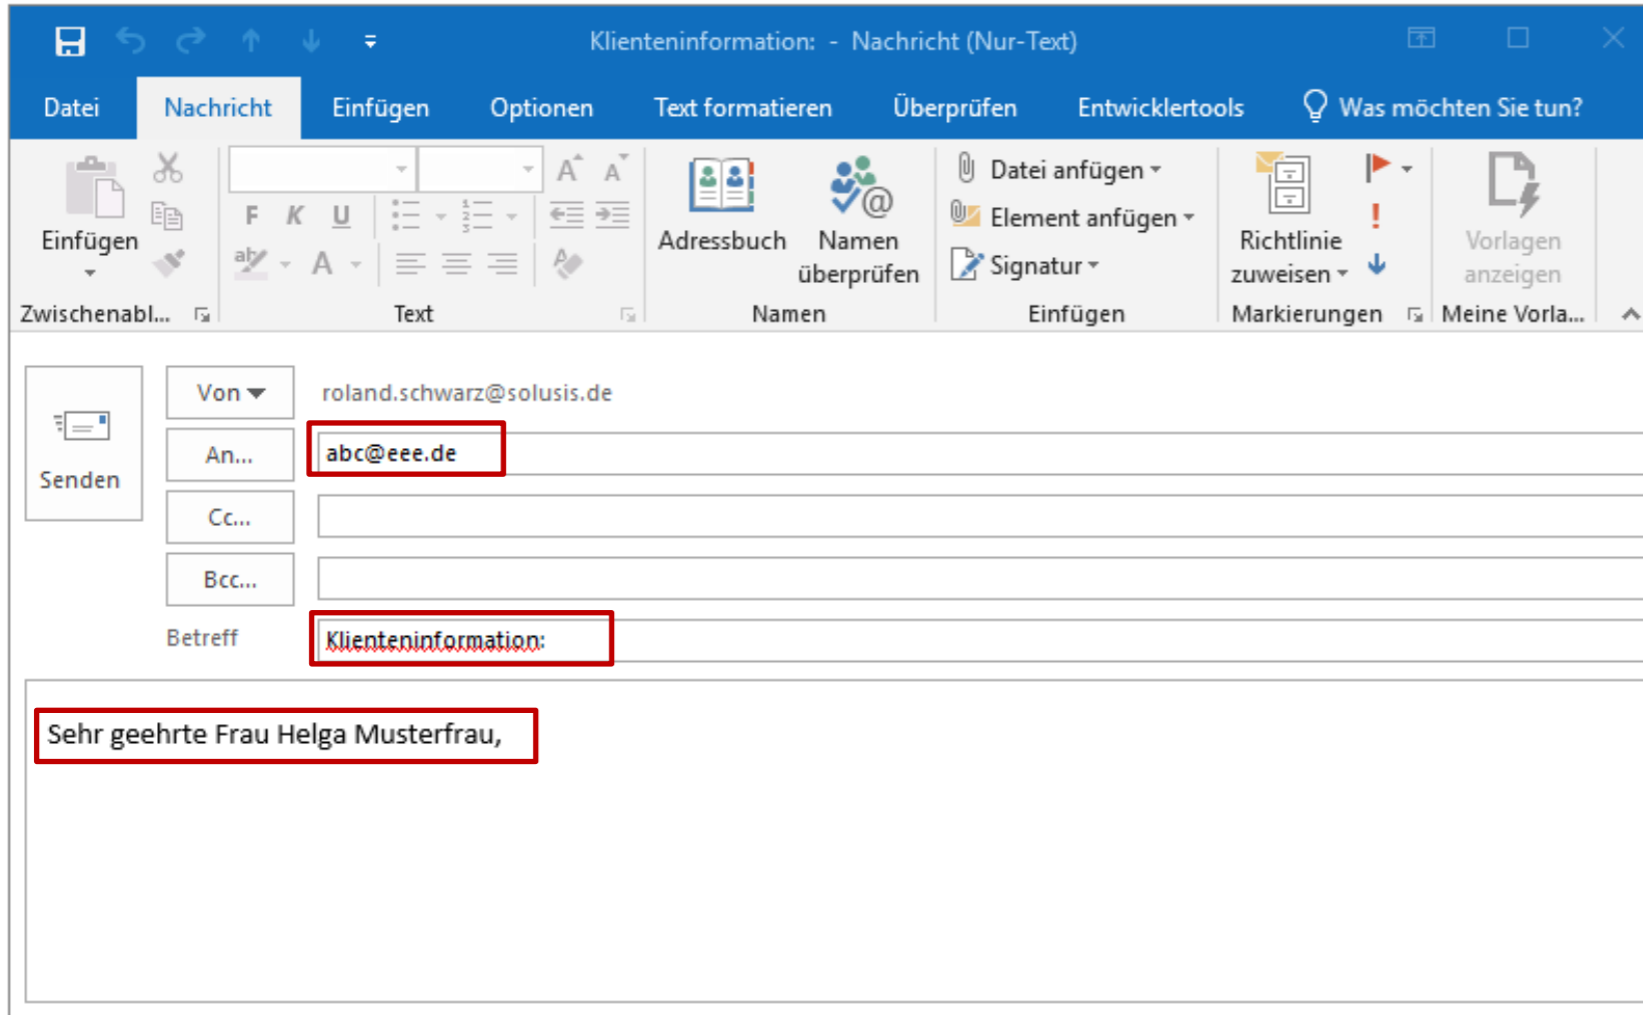 Klienteninformation: - Nachricht (Nur-Text)
Datei Nachricht Einfügen Optionen Text formatieren Überprüfen Entwicklertools Was möchten Sie tun?
Einfügen
Zwischenabl...
F K U
ab A
A A
Text
Adressbuch
Namen überprüfen
Namen
Datei anfügen
Element anfügen
Signatur
Einfügen
Richtlinie zuweisen
Markierungen
Vorlagen anzeigen
Meine Vorla...
Senden
Von roland.schwarz@solusis.de
An... abc@eee.de
Cc...
Bcc...
Betreff Klienteninformation:
Sehr geehrte Frau Helga Musterfrau,